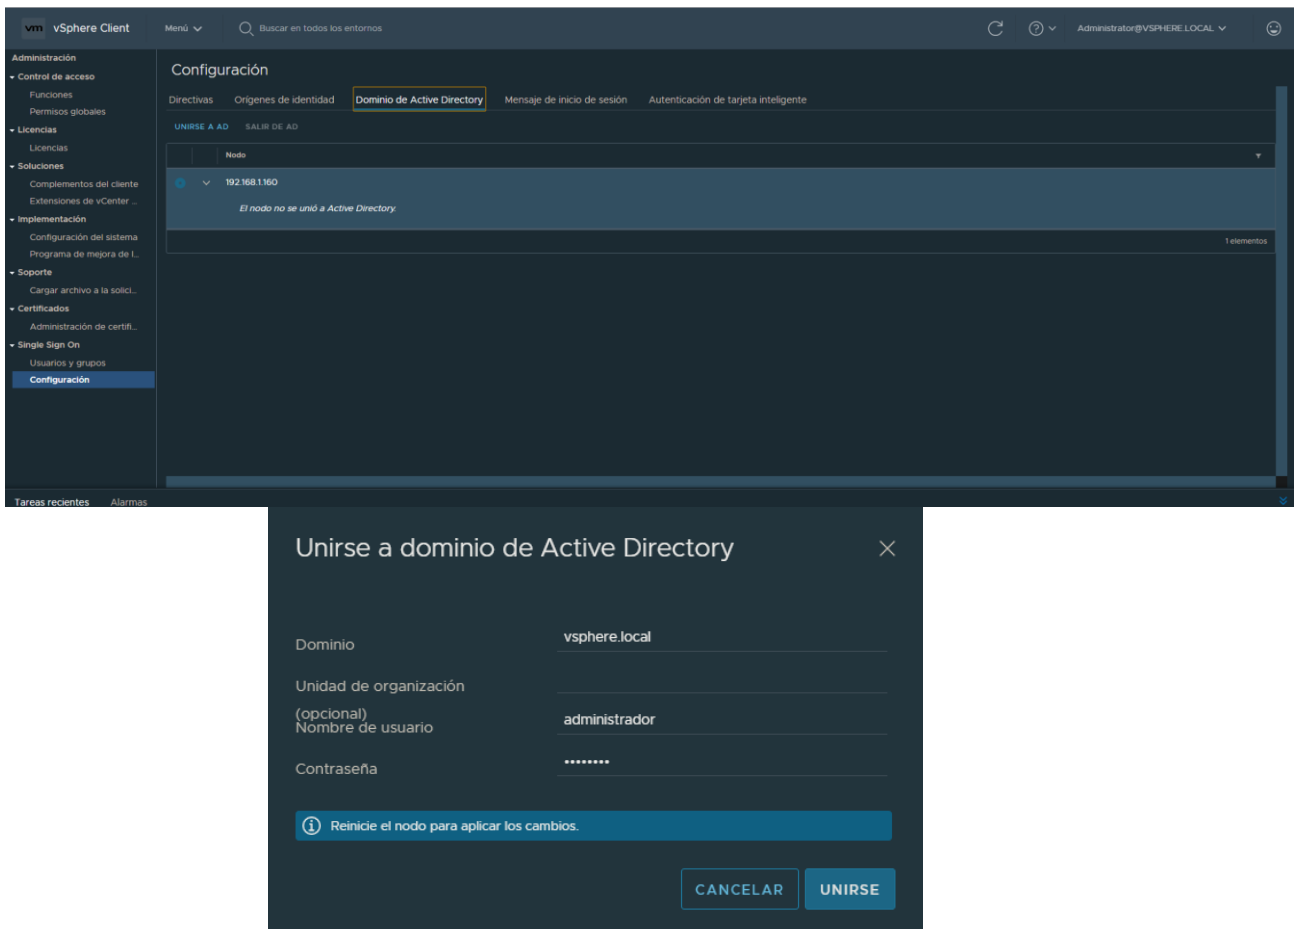 vm vSphere Client Menú Buscar en todos los entornos Administrator@VSPHERE.LOCAL
Administración
Control de acceso
Funciones
Permisos globales
Licencias
Licencias
Soluciones
Complementos del cliente
Extensiones de vCenter ...
Implementación
Configuración del sistema
Programa de mejora de l...
Soporte
Cargar archivo a la solici...
Certificados
Administración de certifi...
Single Sign On
Usuarios y grupos
Configuración
Configuración
Directivas Orígenes de identidad Dominio de Active Directory Mensaje de inicio de sesión Autenticación de tarjeta inteligente
UNIRSE A AD SALIR DE AD
Nodo
192.168.1.160
El nodo no se unió a Active Directory.
1 elementos
Tareas recientes Alarmas
Unirse a dominio de Active Directory
Dominio vsphere.local
Unidad de organización
(opcional)
Nombre de usuario administrador
Contraseña ••••••••
Reinicie el nodo para aplicar los cambios.
CANCELAR UNIRSE